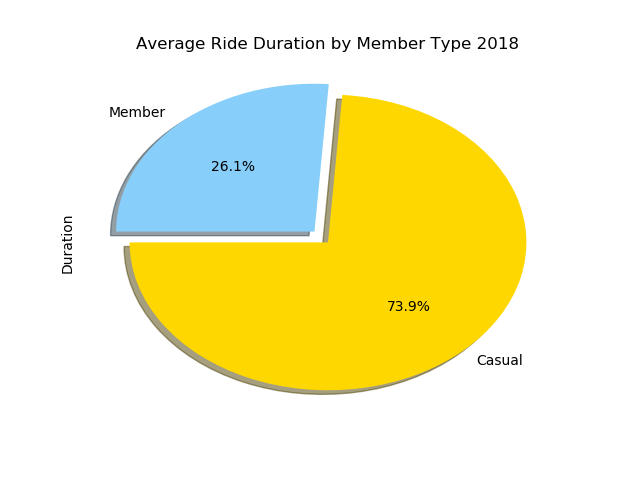 Average Ride Duration by Member Type 2018
Member
26.1%
Duration
73.9%
Casual